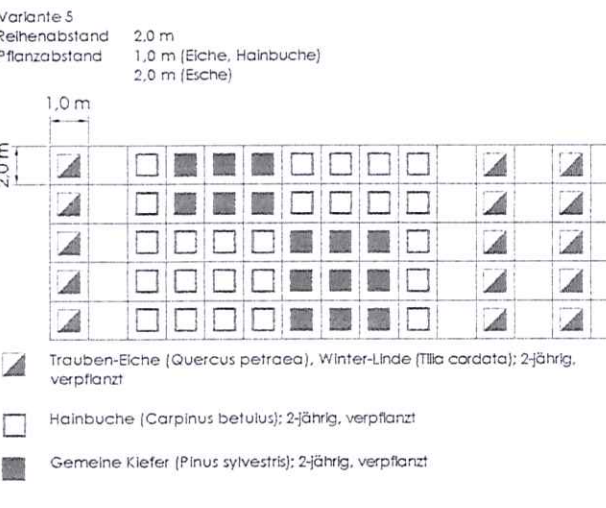 Variante 5
Reihenabstand 2,0 m
Pflanzabstand 1,0 m (Eiche, Hainbuche)
2,0 m (Esche)
1,0 m
2,0 m
Trauben-Eiche (Quercus petraea), Winter-Linde (Tilia cordata); 2-jährig,
verpflanzt
Hainbuche (Carpinus betulus); 2-jährig, verpflanzt
Gemeine Kiefer (Pinus sylvestris); 2-jährig, verpflanzt